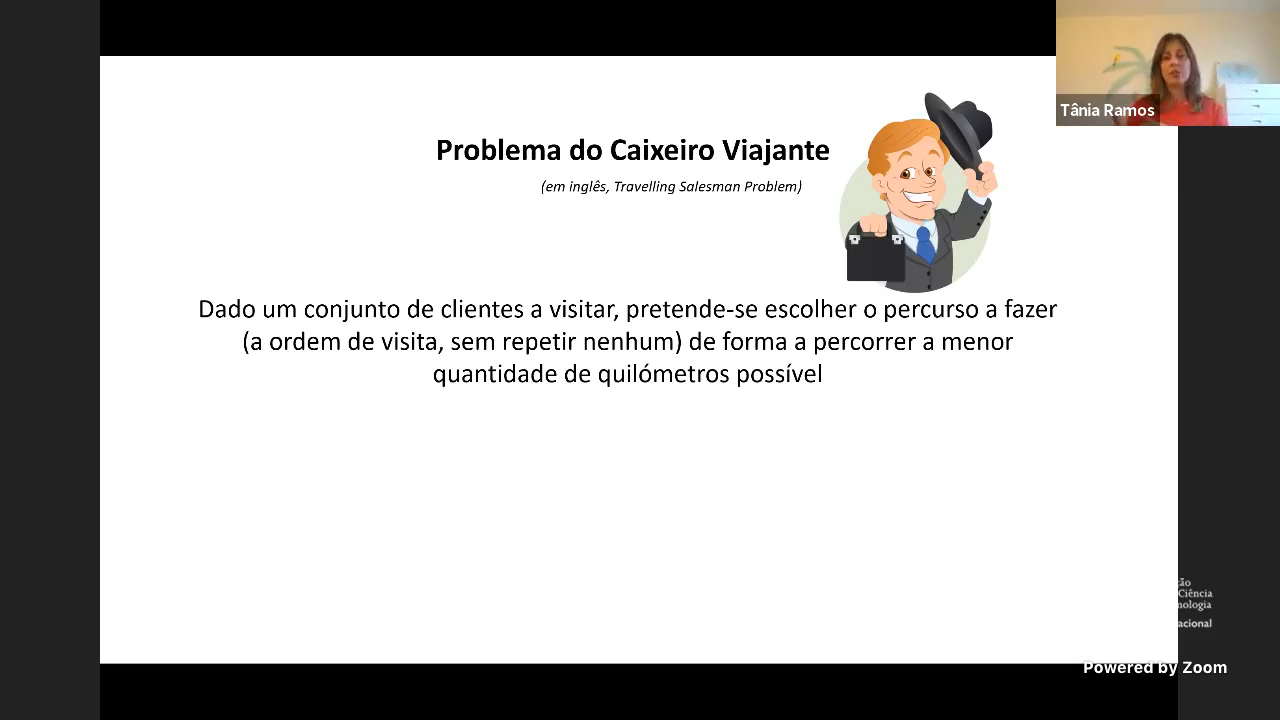 Tânia Ramos
Problema do Caixeiro Viajante
(em inglês, Travelling Salesman Problem)
Dado um conjunto de clientes a visitar, pretende-se escolher o percurso a fazer
(a ordem de visita, sem repetir nenhum) de forma a percorrer a menor
quantidade de quilómetros possível
ção
Ciência
nologia
acional
Powered by Zoom